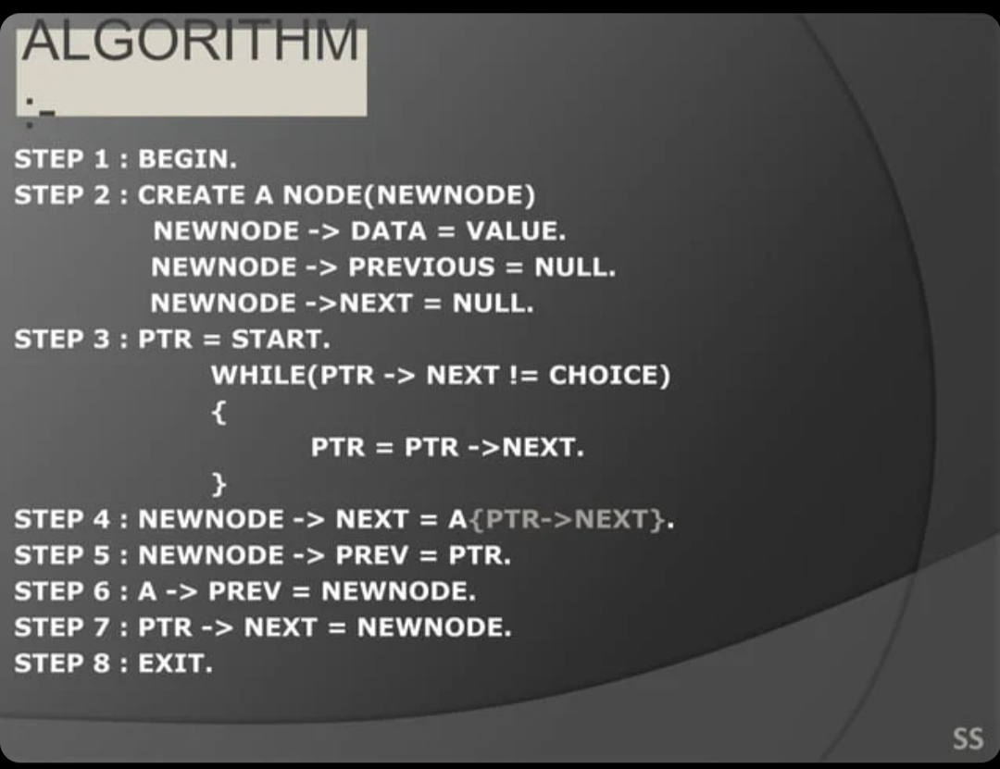 ALGORITHM
:-
STEP 1 : BEGIN.
STEP 2 : CREATE A NODE(NEWNODE)
NEWNODE -> DATA = VALUE.
NEWNODE -> PREVIOUS = NULL.
NEWNODE ->NEXT = NULL.
STEP 3 : PTR = START.
WHILE(PTR -> NEXT != CHOICE)
{
PTR = PTR ->NEXT.
}
STEP 4 : NEWNODE -> NEXT = A{PTR->NEXT}.
STEP 5 : NEWNODE -> PREV = PTR.
STEP 6 : A -> PREV = NEWNODE.
STEP 7 : PTR -> NEXT = NEWNODE.
STEP 8 : EXIT.
SS